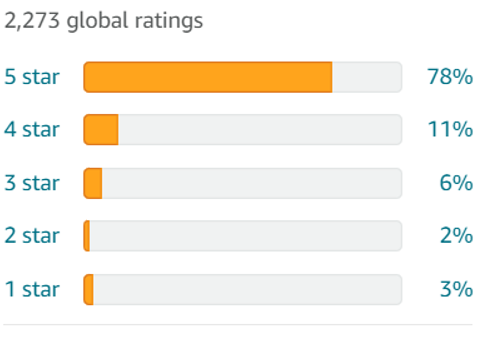 2,273 global ratings
5 star 78%
4 star 11%
3 star 6%
2 star 2%
1 star 3%